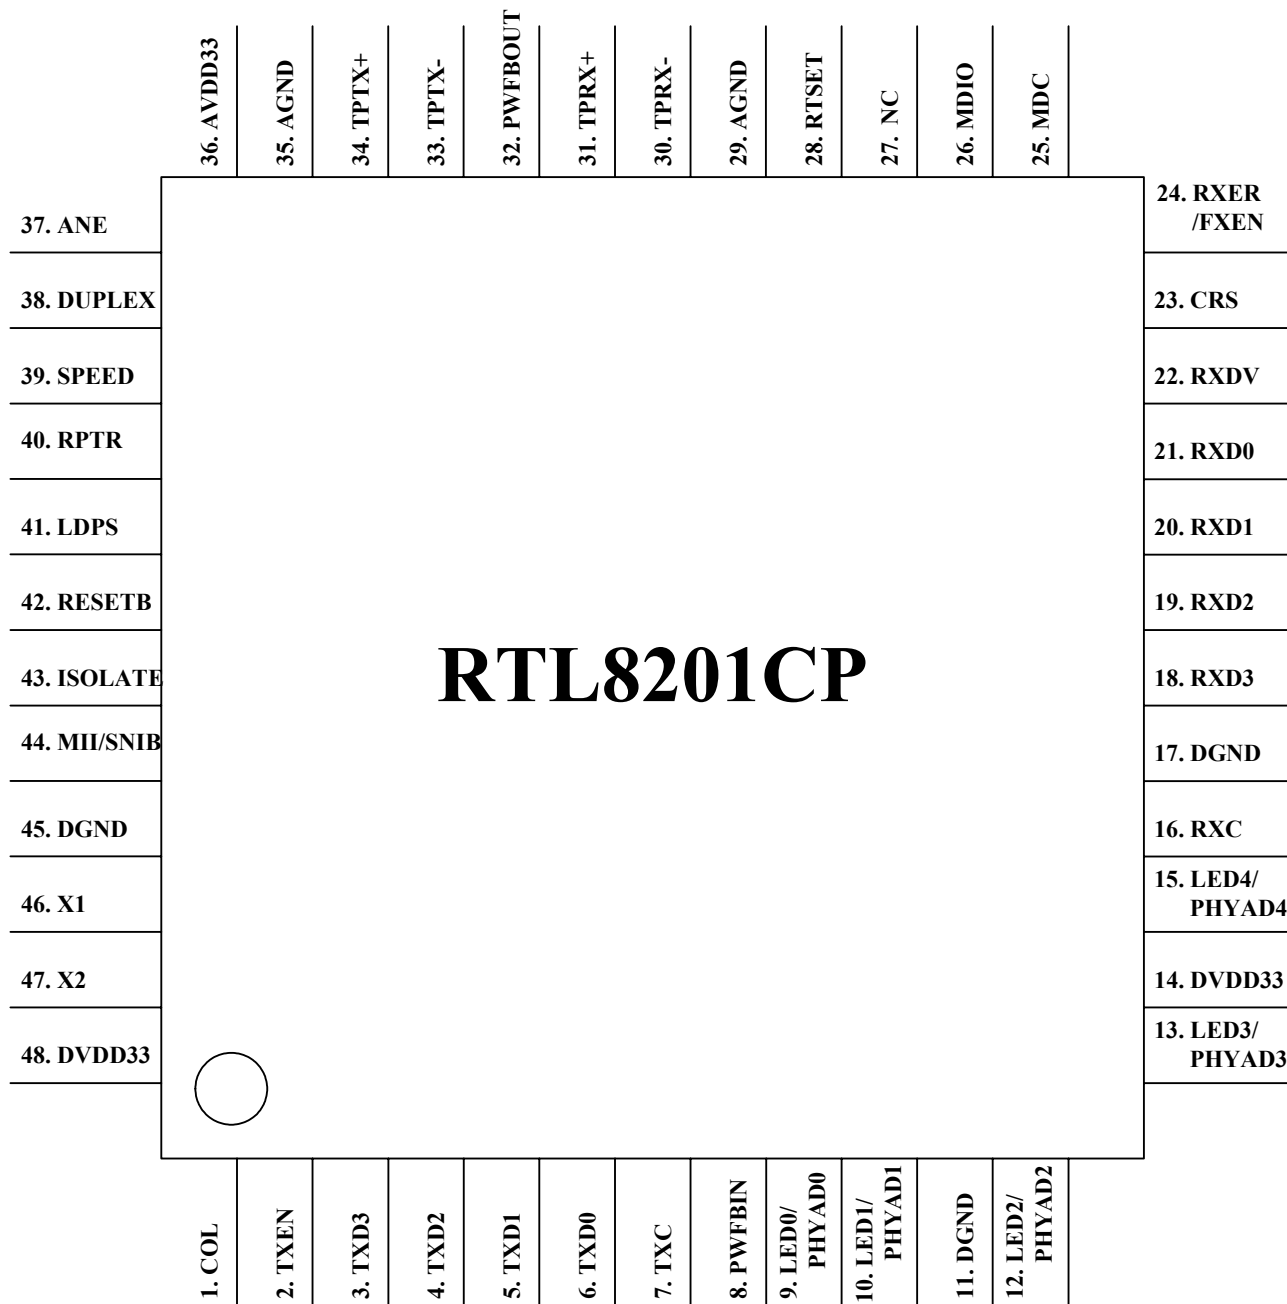 36. AVDD33
35. AGND
34. TPTX+
33. TPTX-
32. PWFBOUT
31. TPRX+
30. TPRX-
29. AGND
28. RTSET
27. NC
26. MDIO
25. MDC
37. ANE
38. DUPLEX
39. SPEED
40. RPTR
41. LDPS
42. RESETB
43. ISOLATE
44. MII/SNIB
45. DGND
46. X1
47. X2
48. DVDD33
RTL8201CP
24. RXER
/FXEN
23. CRS
22. RXDV
21. RXD0
20. RXD1
19. RXD2
18. RXD3
17. DGND
16. RXC
15. LED4/
PHYAD4
14. DVDD33
13. LED3/
PHYAD3
1. COL
2. TXEN
3. TXD3
4. TXD2
5. TXD1
6. TXD0
7. TXC
8. PWFBIN
9. LED0/
PHYAD0
10. LED1/
PHYAD1
11. DGND
12. LED2/
PHYAD2